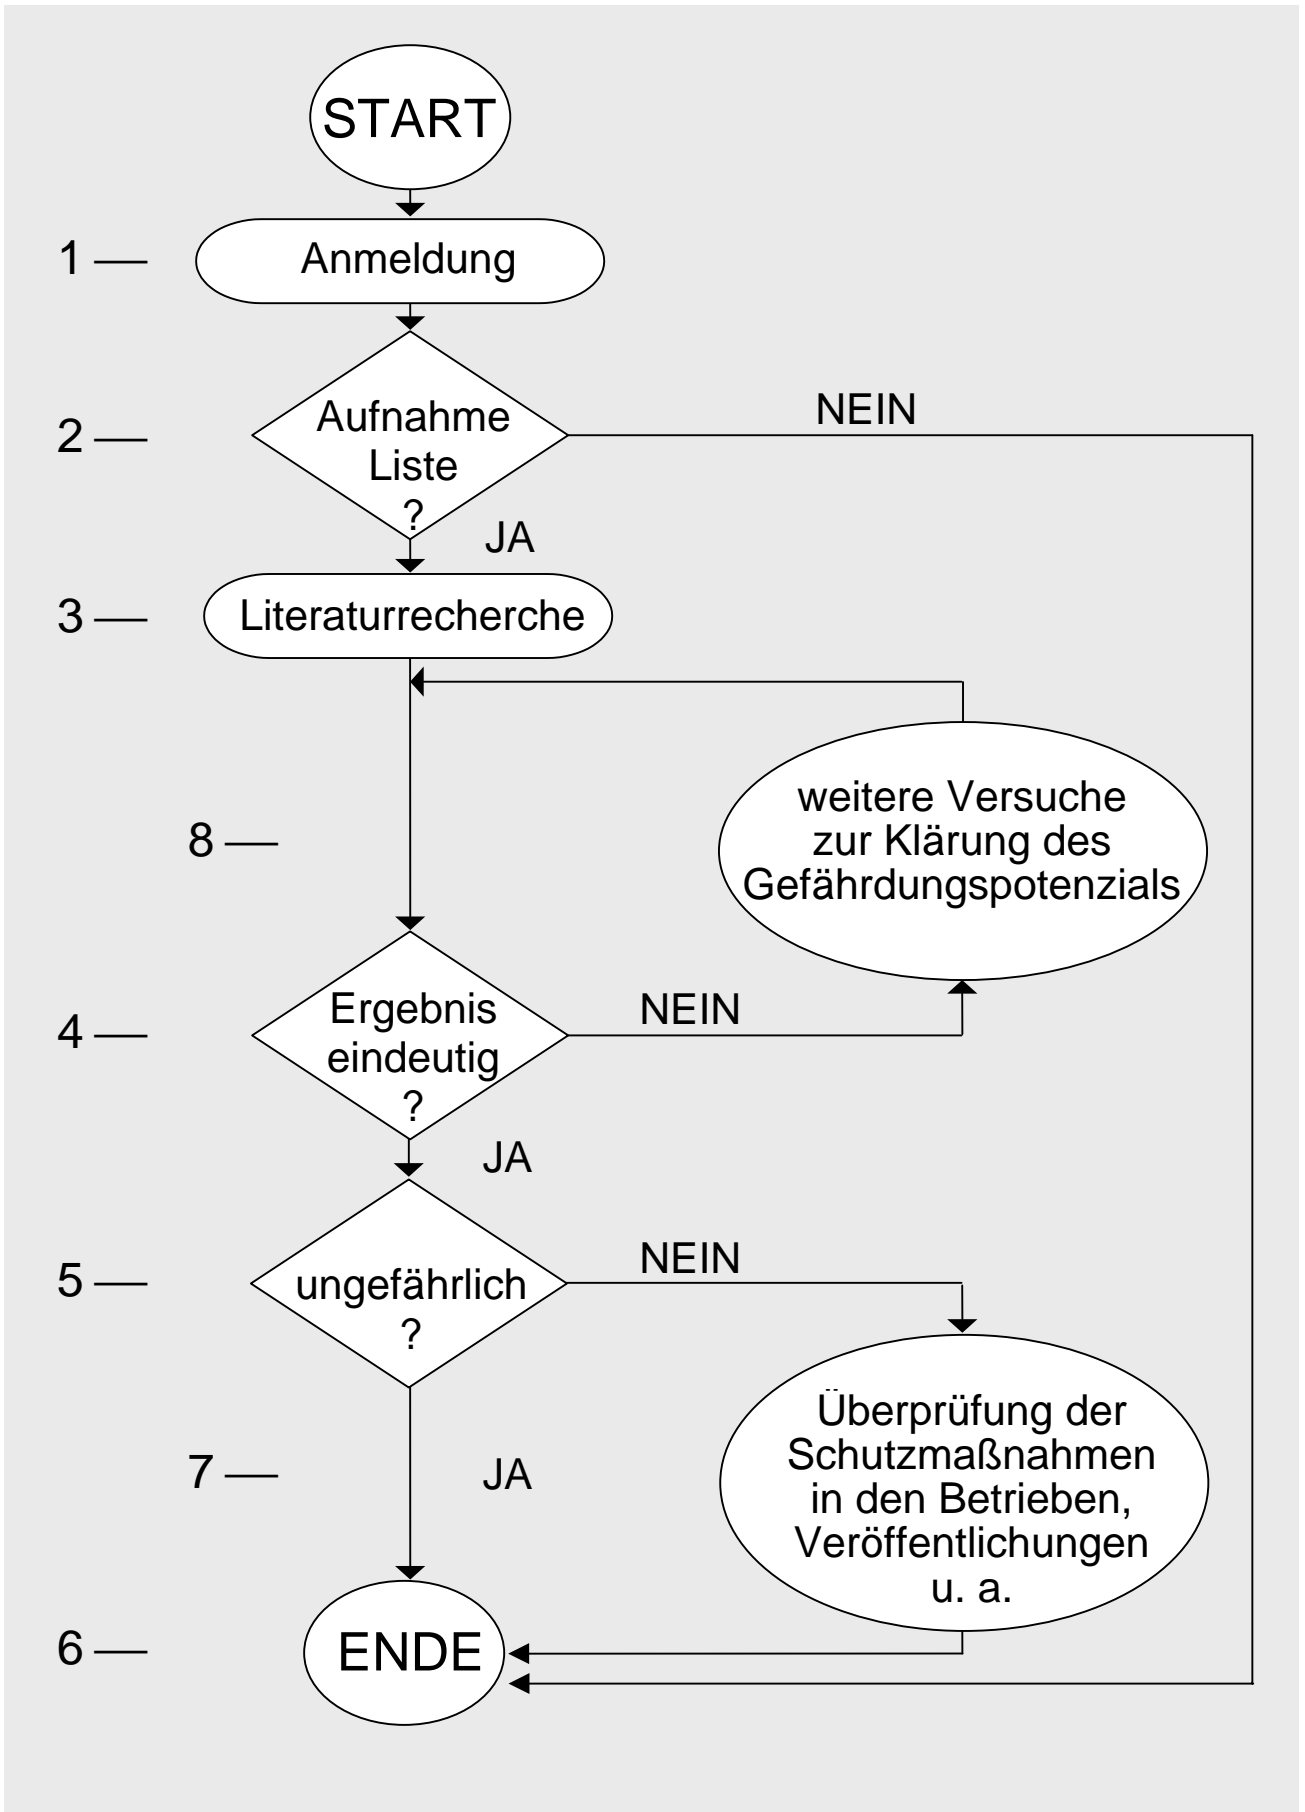 START
1 — Anmeldung
NEIN
2 — Aufnahme
Liste
?
JA
3 — Literaturrecherche
weitere Versuche
zur Klärung des
Gefährdungspotenzials
8 —
4 — Ergebnis
eindeutig
?
NEIN
JA
5 — ungefährlich
?
NEIN
Überprüfung der
Schutzmaßnahmen
in den Betrieben,
Veröffentlichungen
u. a.
7 —
JA
6 — ENDE